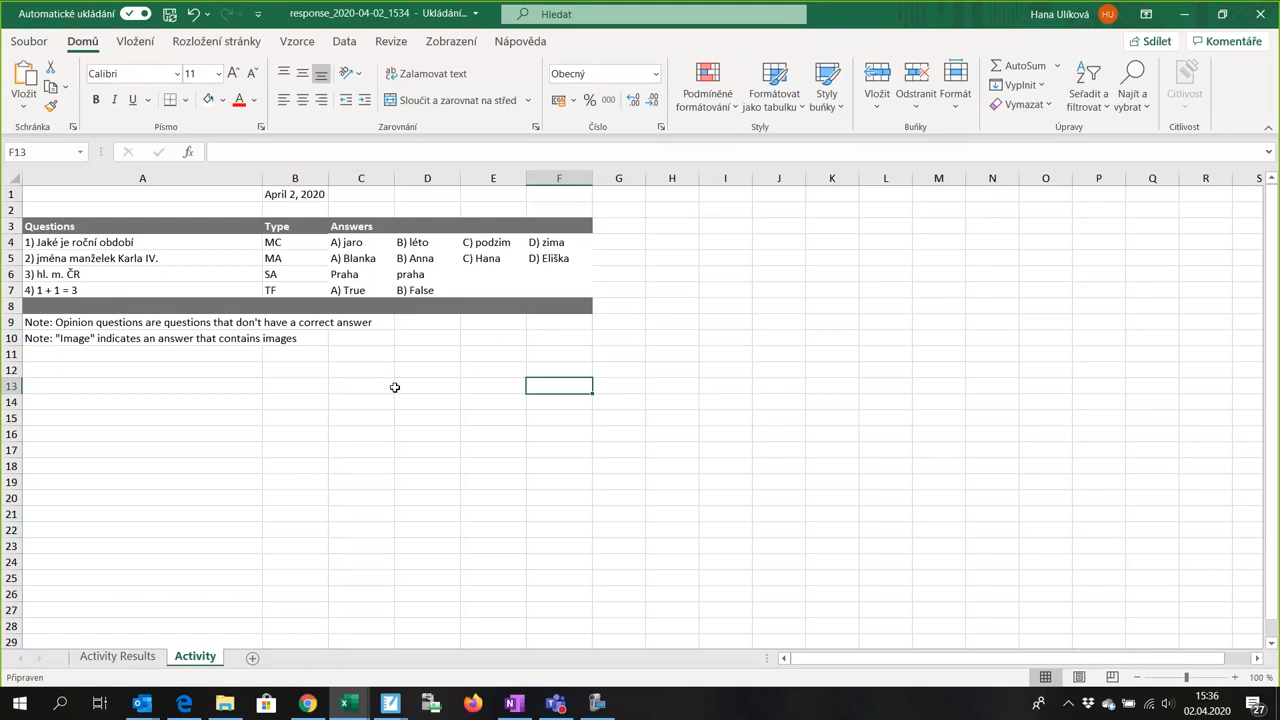 Automatické ukládání
response_2020-04-02_1534 - Ukládání...
Hledat
Hana Ulíková
HU
Soubor Domů Vložení Rozložení stránky Vzorce Data Revize Zobrazení Nápověda
Sdílet
Komentáře
Vložit
Schránka
Calibri
11
B I U
Písmo
Zalamovat text
Sloučit a zarovnat na střed
Zarovnání
Obecný
% 000
Číslo
Podmíněné formátování
Formátovat jako tabulku
Styly buňky
Styly
Vložit
Odstranit
Formát
Buňky
AutoSum
Vyplnit
Vymazat
Seřadit a filtrovat
Najít a vybrat
Úpravy
Citlivost
Citlivost
F13
fx
A B C D E F G H I J K L M N O P Q R S
1 April 2, 2020
2
3 Questions Type Answers
4 1) Jaké je roční období MC A) jaro B) léto C) podzim D) zima
5 2) jména manželek Karla IV. MA A) Blanka B) Anna C) Hana D) Eliška
6 3) hl. m. ČR SA Praha praha
7 4) 1 + 1 = 3 TF A) True B) False
8
9 Note: Opinion questions are questions that don't have a correct answer
10 Note: "Image" indicates an answer that contains images
11
12
13
14
15
16
17
18
19
20
21
22
23
24
25
26
27
28
29
Activity Results Activity
Připraven
100 %
15:36
02.04.2020
27